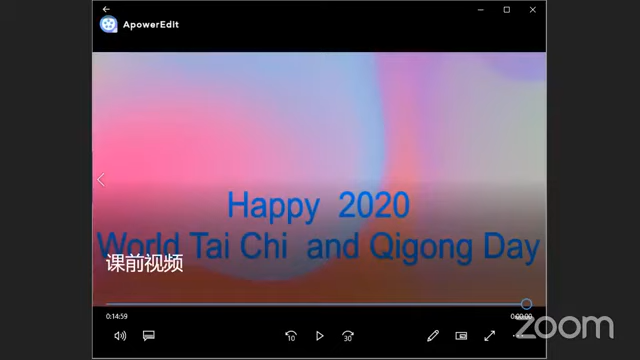 ApowerEdit
Happy 2020
World Tai Chi and Qigong Day
课前视频
0:14:59
0:00:00
10
30
zoom